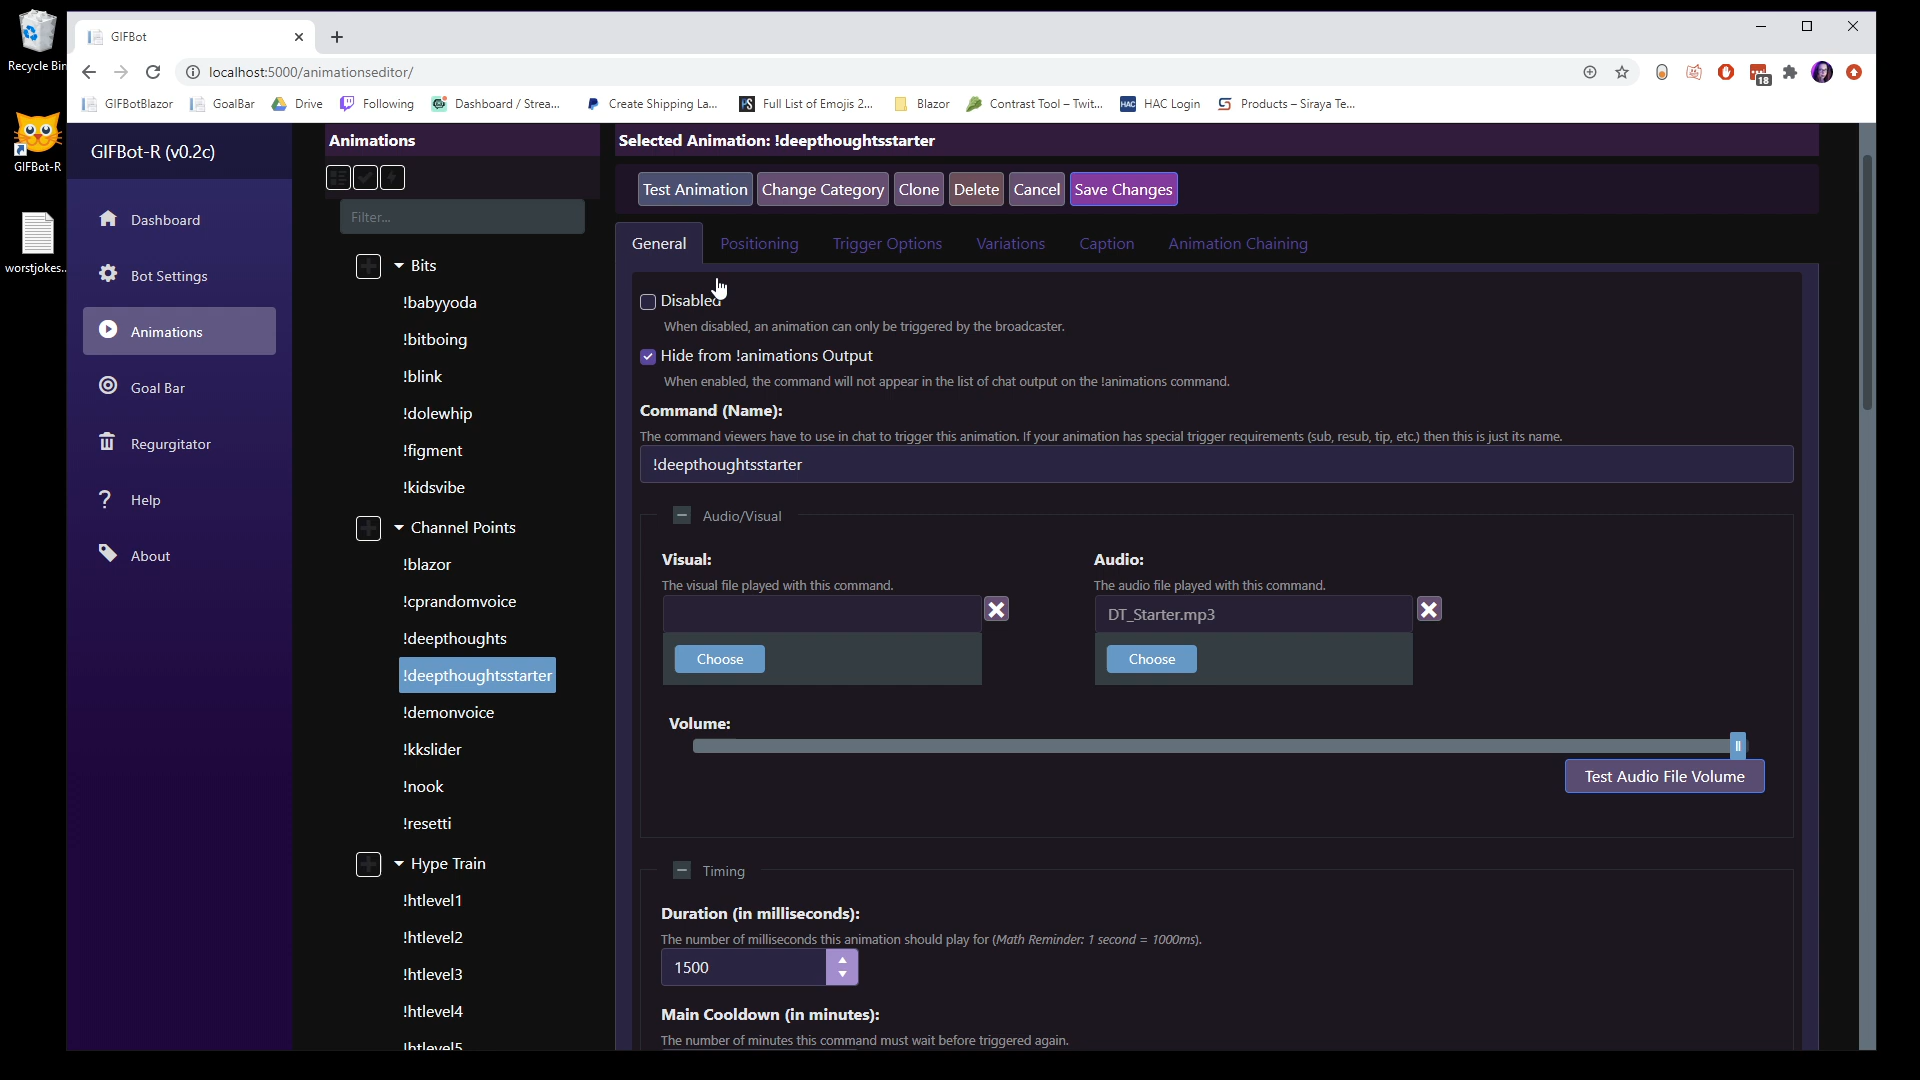 Recycle Bin
GIFBot-R
worstjokes...
GIFBot
localhost:5000/animationseditor/
18
GIFBotBlazor GoalBar Drive Following Dashboard / Strea... Create Shipping La... Full List of Emojis 2... Blazor Contrast Tool – Twit... HAC HAC Login Products – Siraya Te...
GIFBot-R (v0.2c)
Dashboard
Bot Settings
Animations
Goal Bar
Regurgitator
Help
About
Animations
Filter...
Bits
!babyyoda
!bitboing
!blink
!dolewhip
!figment
!kidsvibe
Channel Points
!blazor
!cprandomvoice
!deepthoughts
!deepthoughtsstarter
!demonvoice
!kkslider
!nook
!resetti
Hype Train
!htlevel1
!htlevel2
!htlevel3
!htlevel4
!htlevel5
Selected Animation: !deepthoughtsstarter
Test Animation Change Category Clone Delete Cancel Save Changes
General Positioning Trigger Options Variations Caption Animation Chaining
Disabled
When disabled, an animation can only be triggered by the broadcaster.
Hide from !animations Output
When enabled, the command will not appear in the list of chat output on the !animations command.
Command (Name):
The command viewers have to use in chat to trigger this animation. If your animation has special trigger requirements (sub, resub, tip, etc.) then this is just its name.
!deepthoughtsstarter
Audio/Visual
Visual:
The visual file played with this command.
Choose
Audio:
The audio file played with this command.
DT_Starter.mp3
Choose
Volume:
Test Audio File Volume
Timing
Duration (in milliseconds):
The number of milliseconds this animation should play for (Math Reminder: 1 second = 1000ms).
1500
Main Cooldown (in minutes):
The number of minutes this command must wait before triggered again.